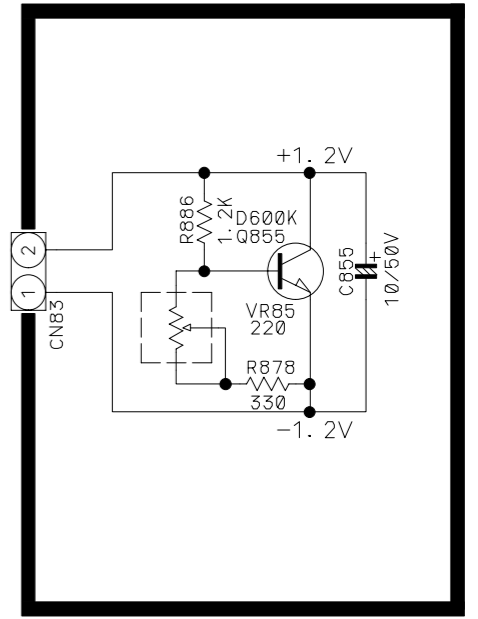 +1. 2V
R886
1. 2K
D600K
Q855
2
1
CN83
C855
+
10/50V
VR85
220
R878
330
−1. 2V